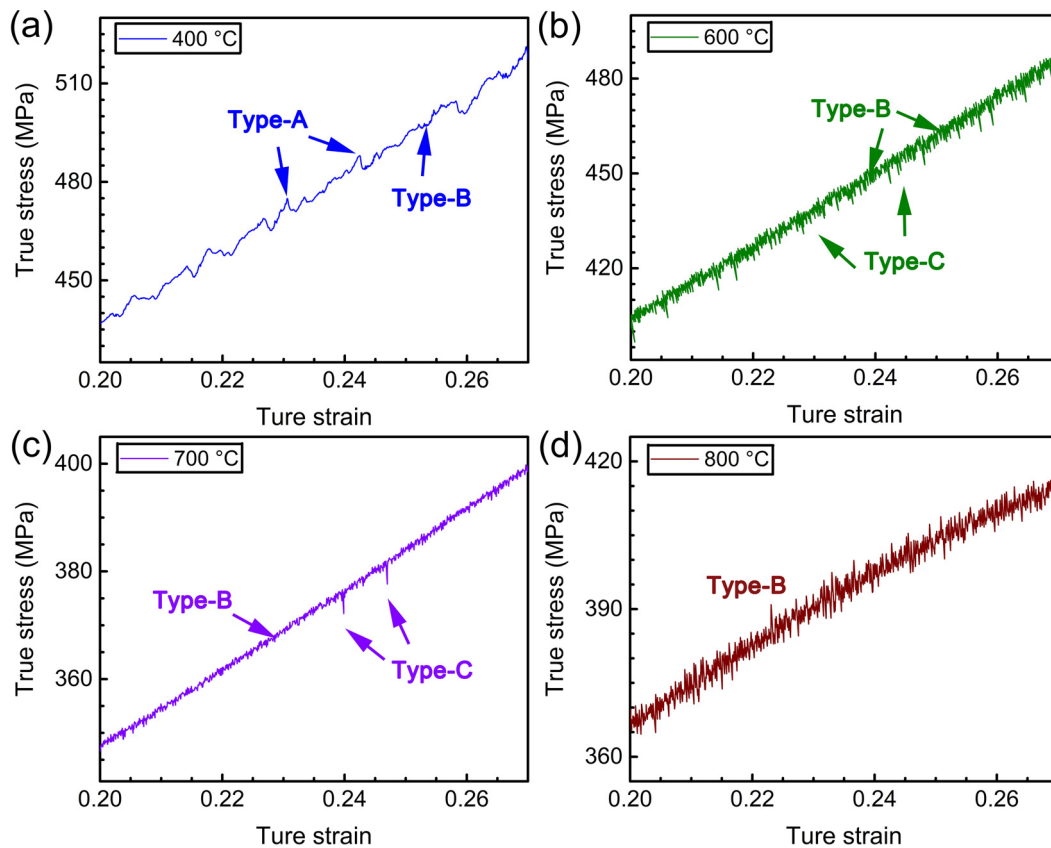 (a)
400 °C
510
480
450
True stress (MPa)
Type-A
Type-B
0.20
0.22
0.24
0.26
Ture strain
(b)
600 °C
480
450
420
True stress (MPa)
Type-B
Type-C
0.20
0.22
0.24
0.26
Ture strain
(c)
700 °C
400
380
360
True stress (MPa)
Type-B
Type-C
0.20
0.22
0.24
0.26
Ture strain
(d)
800 °C
420
390
360
True stress (MPa)
Type-B
0.20
0.22
0.24
0.26
Ture strain